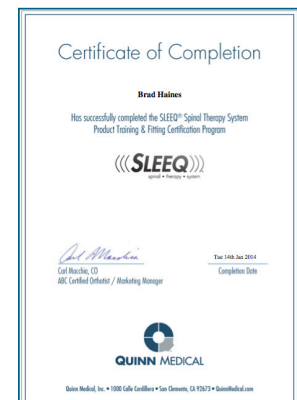 Certificate of Completion
Brad Haines
Has successfully completed the SLEEQ® Spinal Therapy System
Product Training & Fitting Certification Program
(((SLEEQ)))
spinal • therapy • system
Carl Macchia
Tue 14th Jan 2014
Carl Macchia, CO
Completion Date
ABC Certified Orthotist / Marketing Manager
QUINN MEDICAL
Quinn Medical, Inc. • 1000 Calle Cordillera • San Clemente, CA 92673 • QuinnMedical.com